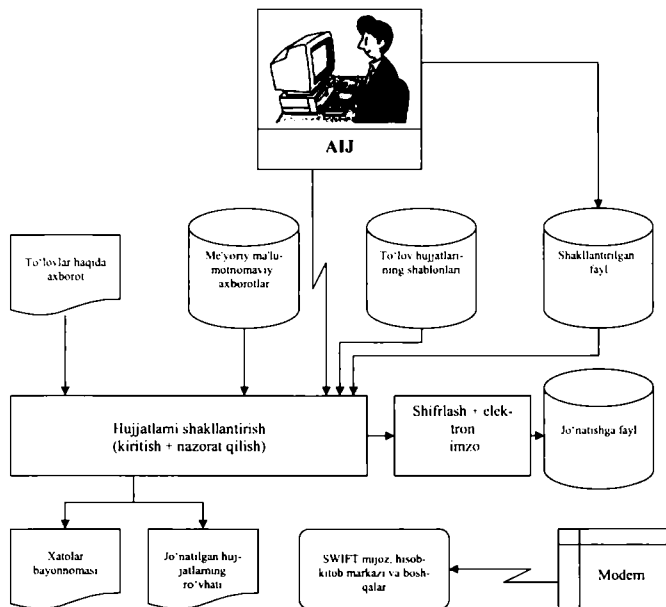 AIJ
To'lovlar haqida
axborot
Me'yoriy ma'lu-
motnomaviy
axborotlar
To'lov hujjatlari-
ning shablonlari
Shakllantirilgan
fayl
Hujjatlarni shakllantirish
(kiritish + nazorat qilish)
Shifrlash + elek-
tron
imzo
Jo'natishga fayl
Xatolar
bayonnomasi
Jo'natilgan huj-
jatlarning
ro'vhati
SWIFT mijoz, hisob-
kitob markazi va bosh-
qalar
Modem